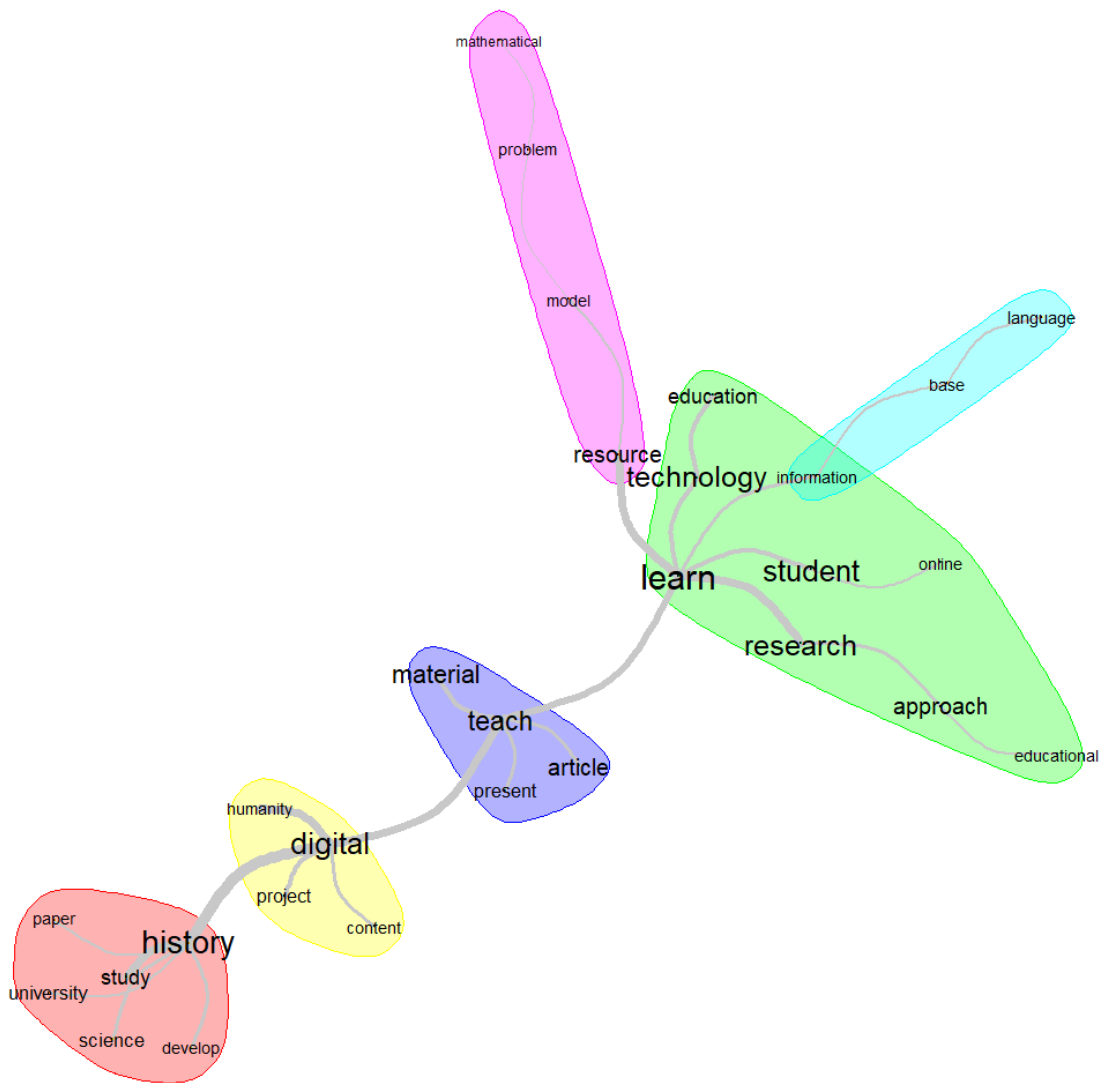 mathematical
problem
model
language
base
education
resource
technology
information
online
student
learn
research
material
approach
teach
educational
article
present
humanity
digital
project
paper
content
history
study
university
science
develop